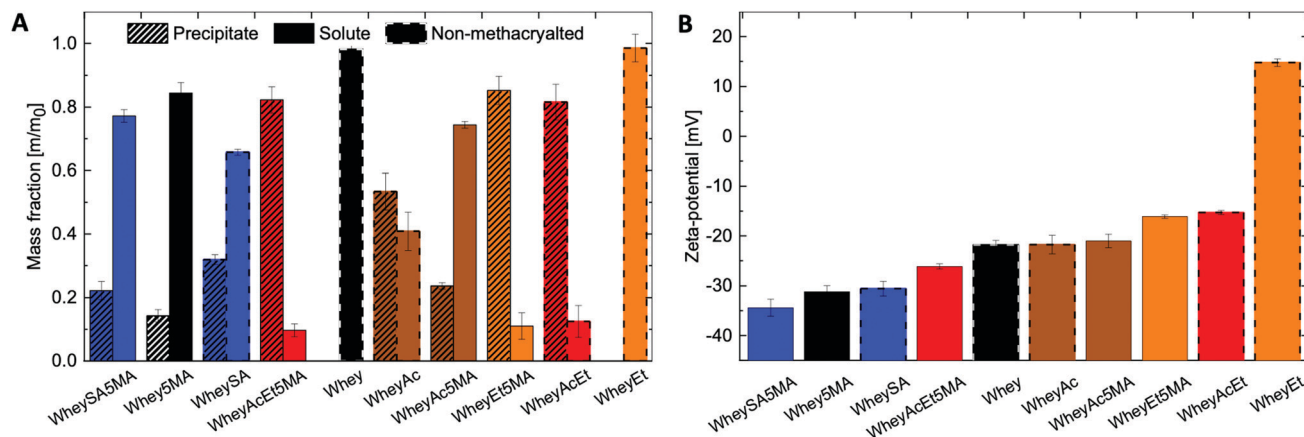 A
Precipitate
Solute
Non-methacryalted
Mass fraction [m/m0]
1.0
0.8
0.6
0.4
0.2
0.0
WheySA5MA
Whey5MA
WheySA
WheyAcEt5MA
Whey
WheyAc
WheyAc5MA
WheyEt5MA
WheyAcEt
WheyEt
B
Zeta-potential [mV]
20
10
0
-10
-20
-30
-40
WheySA5MA
Whey5MA
WheySA
WheyAcEt5MA
Whey
WheyAc
WheyAc5MA
WheyEt5MA
WheyAcEt
WheyEt